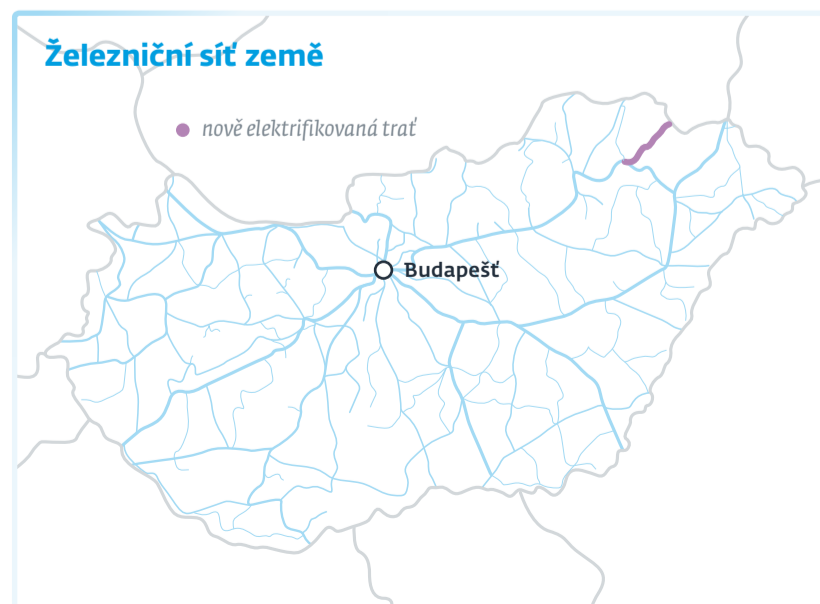 Železniční síť země
nově elektrifikovaná trať
Budapešť